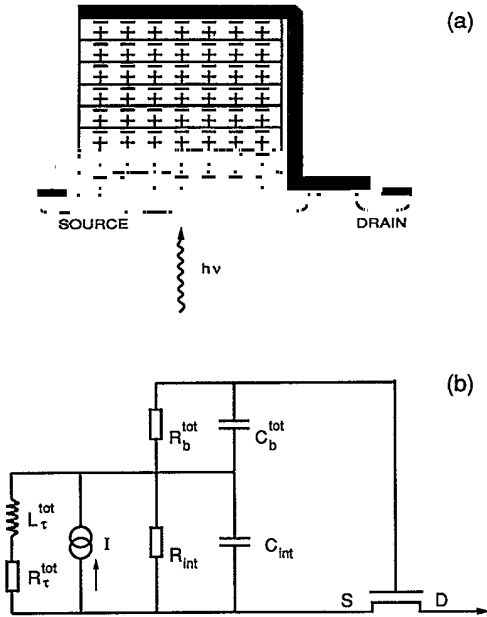 (a)
SOURCE
DRAIN
hν
(b)
R_b^tot
C_b^tot
L_τ^tot
I
R_int
C_int
R_τ^tot
S
D